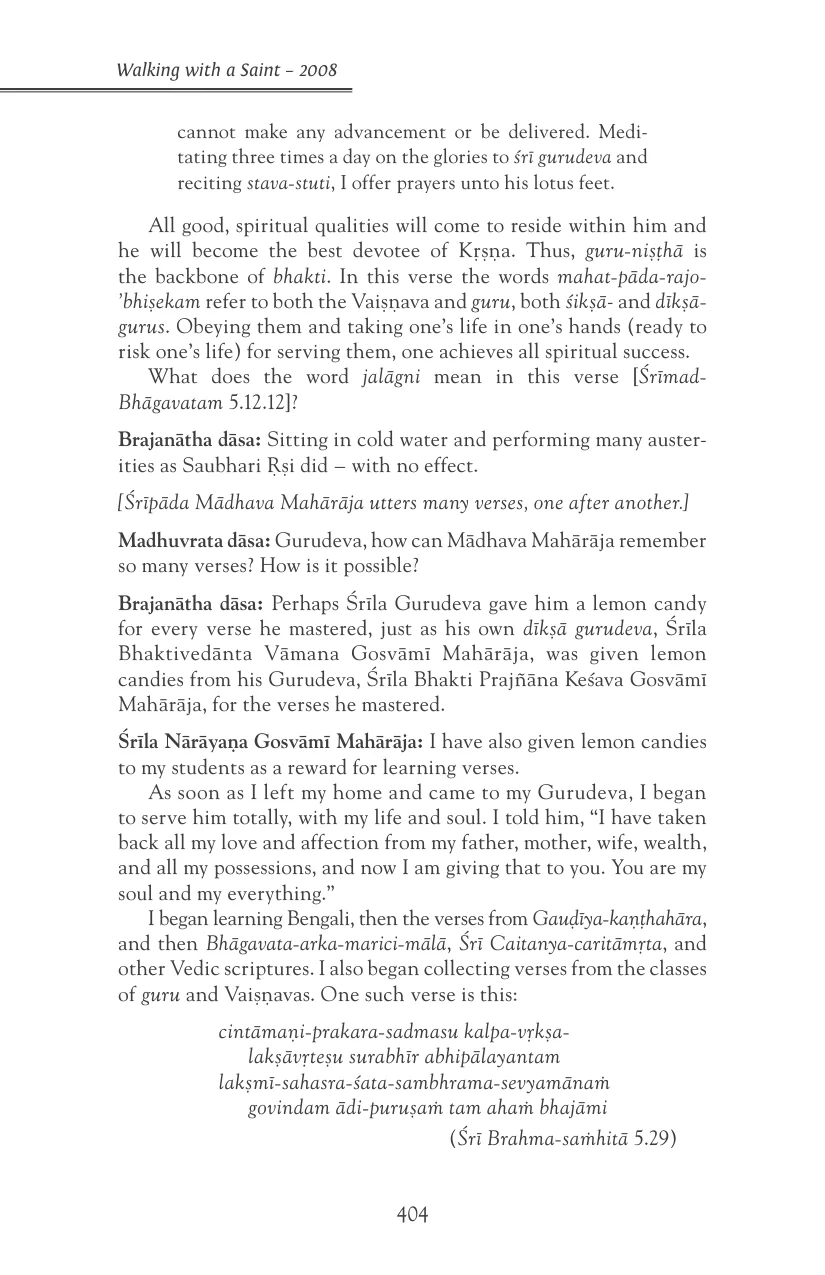 Walking with a Saint – 2008
cannot make any advancement or be delivered. Medi-
tating three times a day on the glories to śrī gurudeva and
reciting stava-stuti, I offer prayers unto his lotus feet.
All good, spiritual qualities will come to reside within him and
he will become the best devotee of Kṛṣṇa. Thus, guru-niṣṭhā is
the backbone of bhakti. In this verse the words mahat-pāda-rajo-
’bhiṣekam refer to both the Vaiṣṇava and guru, both śikṣā- and dīkṣā-
gurus. Obeying them and taking one’s life in one’s hands (ready to
risk one’s life) for serving them, one achieves all spiritual success.
What does the word jalāgni mean in this verse [Śrīmad-
Bhāgavatam 5.12.12]?
Brajanātha dāsa: Sitting in cold water and performing many auster-
ities as Saubhari Ṛṣi did – with no effect.
[Śrīpāda Mādhava Mahārāja utters many verses, one after another.]
Madhuvrata dāsa: Gurudeva, how can Mādhava Mahārāja remember
so many verses? How is it possible?
Brajanātha dāsa: Perhaps Śrīla Gurudeva gave him a lemon candy
for every verse he mastered, just as his own dīkṣā gurudeva, Śrīla
Bhaktivedānta Vāmana Gosvāmī Mahārāja, was given lemon
candies from his Gurudeva, Śrīla Bhakti Prajñāna Keśava Gosvāmī
Mahārāja, for the verses he mastered.
Śrīla Nārāyaṇa Gosvāmī Mahārāja: I have also given lemon candies
to my students as a reward for learning verses.
As soon as I left my home and came to my Gurudeva, I began
to serve him totally, with my life and soul. I told him, “I have taken
back all my love and affection from my father, mother, wife, wealth,
and all my possessions, and now I am giving that to you. You are my
soul and my everything.”
I began learning Bengali, then the verses from Gauḍīya-kaṇṭhahāra,
and then Bhāgavata-arka-marici-mālā, Śrī Caitanya-caritāmṛta, and
other Vedic scriptures. I also began collecting verses from the classes
of guru and Vaiṣṇavas. One such verse is this:
cintāmaṇi-prakara-sadmasu kalpa-vṛkṣa-
lakṣāvṛteṣu surabhīr abhipālayantam
lakṣmī-sahasra-śata-sambhrama-sevyamānaṁ
govindam ādi-puruṣaṁ tam ahaṁ bhajāmi
(Śrī Brahma-saṁhitā 5.29)
404